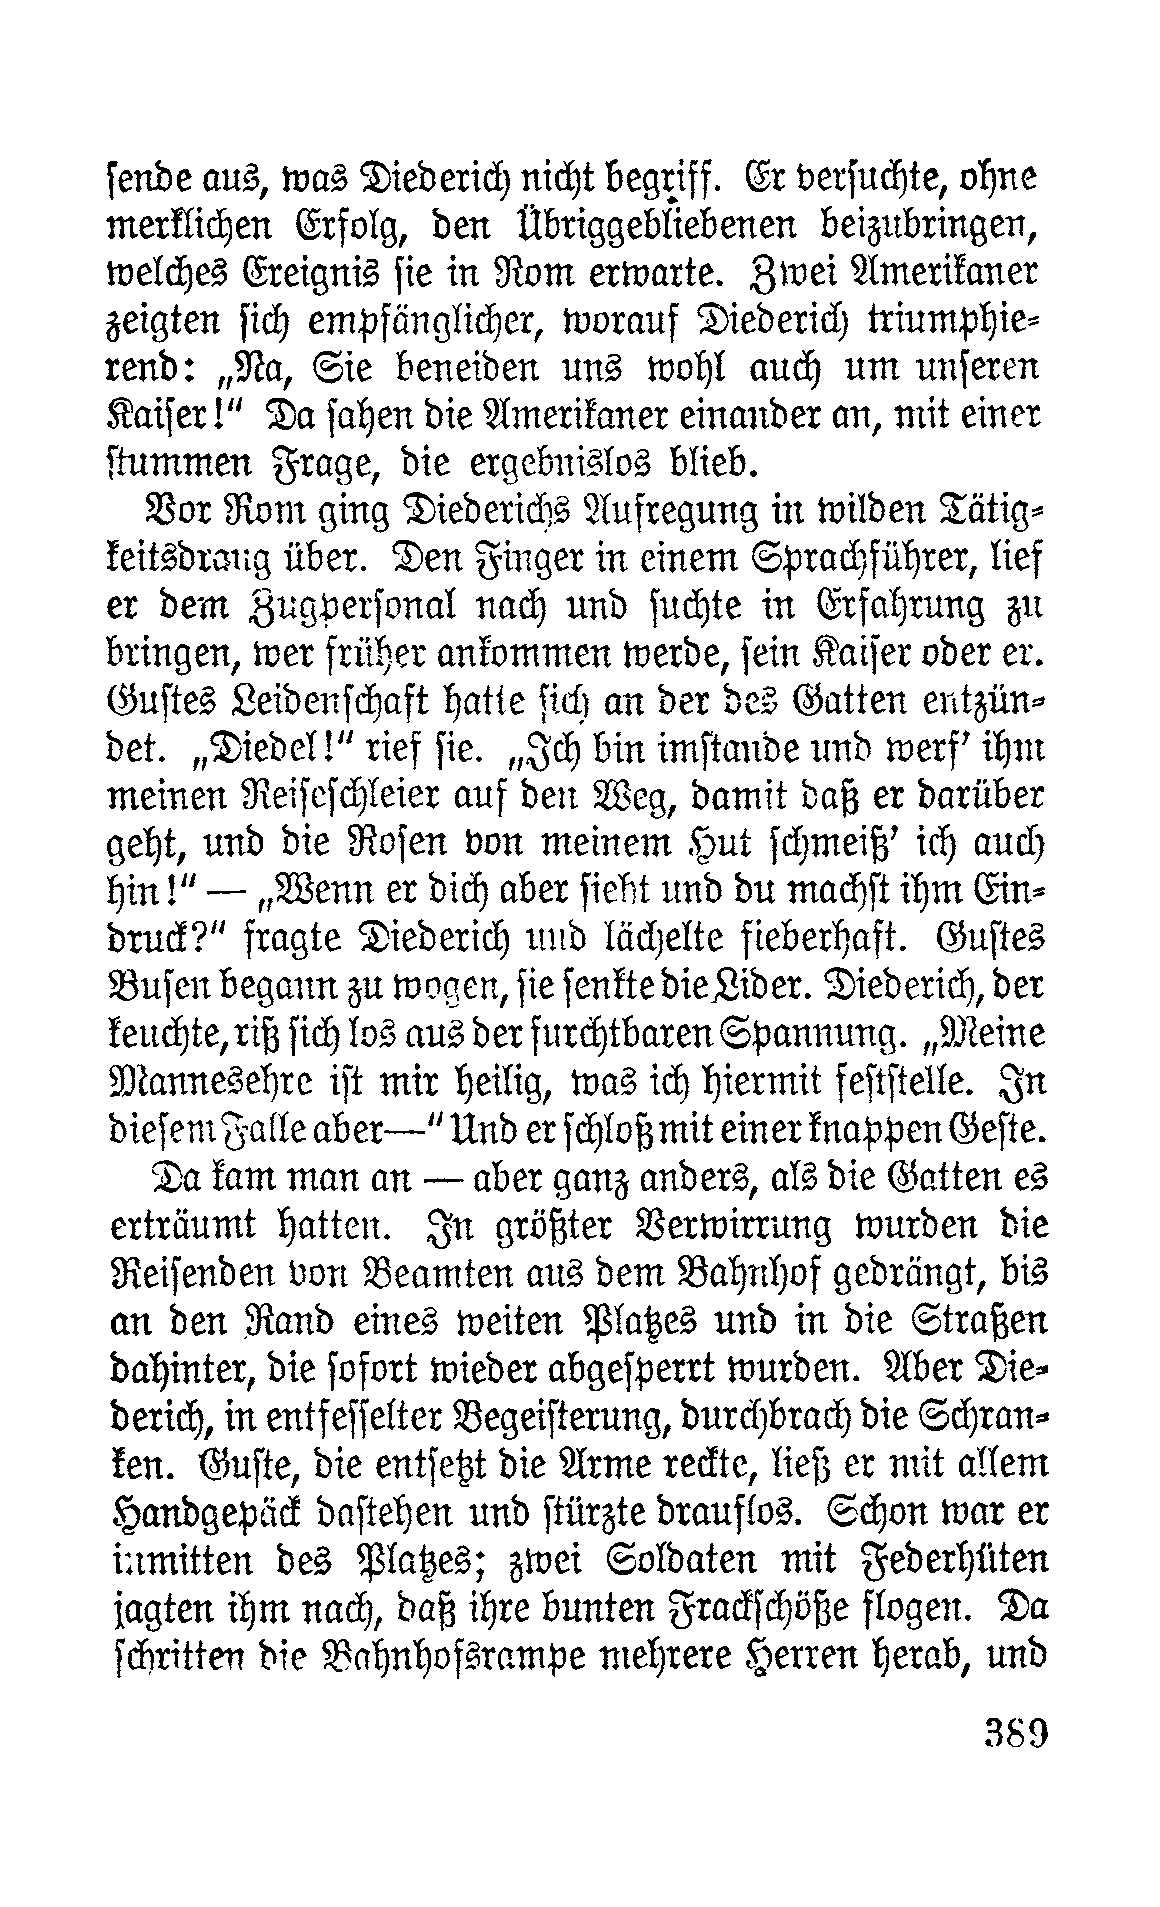 sende aus, was Diederich nicht begriff. Er versuchte, ohne
merklichen Erfolg, den Übriggebliebenen beizubringen,
welches Ereignis sie in Rom erwarte. Zwei Amerikaner
zeigten sich empfänglicher, worauf Diederich triumphie-
rend: „Na, Sie beneiden uns wohl auch um unseren
Kaiser!" Da sahen die Amerikaner einander an, mit einer
stummen Frage, die ergebnislos blieb.
Vor Rom ging Diederichs Aufregung in wilden Tätig-
keitsdrang über. Den Finger in einem Sprachführer, lief
er dem Zugpersonal nach und suchte in Erfahrung zu
bringen, wer früher ankommen werde, sein Kaiser oder er.
Gustes Leidenschaft hatte sich an der des Gatten entzün-
det. „Diedel!" rief sie. „Ich bin imstande und werf' ihm
meinen Reiseschleier auf den Weg, damit daß er darüber
geht, und die Rosen von meinem Hut schmeiß' ich auch
hin!" — „Wenn er dich aber sieht und du machst ihm Ein-
druck?" fragte Diederich und lächelte fieberhaft. Gustes
Busen begann zu wogen, sie senkte die Lider. Diederich, der
keuchte, riß sich los aus der furchtbaren Spannung. „Meine
Mannesehre ist mir heilig, was ich hiermit feststelle. In
diesem Falle aber—" Und er schloß mit einer knappen Geste.
Da kam man an — aber ganz anders, als die Gatten es
erträumt hatten. In größter Verwirrung wurden die
Reisenden von Beamten aus dem Bahnhof gedrängt, bis
an den Rand eines weiten Platzes und in die Straßen
dahinter, die sofort wieder abgesperrt wurden. Aber Die-
derich, in entfesselter Begeisterung, durchbrach die Schran-
ken. Guste, die entsetzt die Arme reckte, ließ er mit allem
Handgepäck dastehen und stürzte drauflos. Schon war er
inmitten des Platzes; zwei Soldaten mit Federhüten
jagten ihm nach, daß ihre bunten Frackschöße flogen. Da
schritten die Bahnhofsrampe mehrere Herren herab, und
389